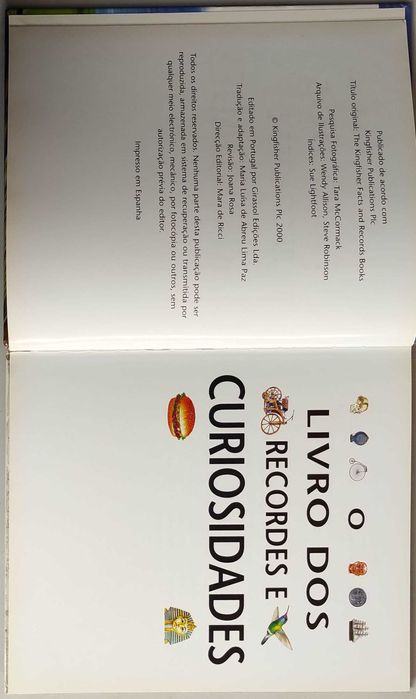 Publicado de acordo com
Kingfisher Publications Plc
Título original: The Kingfisher Facts and Records Books
Pesquisa Fotográfica: Tara McCormack
Arquivo de Ilustrações: Wendy Allison, Steve Robinson
Índices: Sue Lightfoot
© Kingfisher Publications Plc 2000
Editado em Portugal por Girassol Edições Lda.
Tradução e adaptação: Maria Luísa de Abreu Lima Paz
Revisão: Joana Rosa
Direcção Editorial: Mara de Ricci
Todos os direitos reservados. Nenhuma parte desta publicação pode ser
reproduzida, armazenada em sistema de recuperação ou transmitida por
qualquer meio electrónico, mecânico, por fotocópia ou outros, sem
autorização prévia do editor.
Impresso em Espanha
O
LIVRO DOS
RECORDES E
CURIOSIDADES